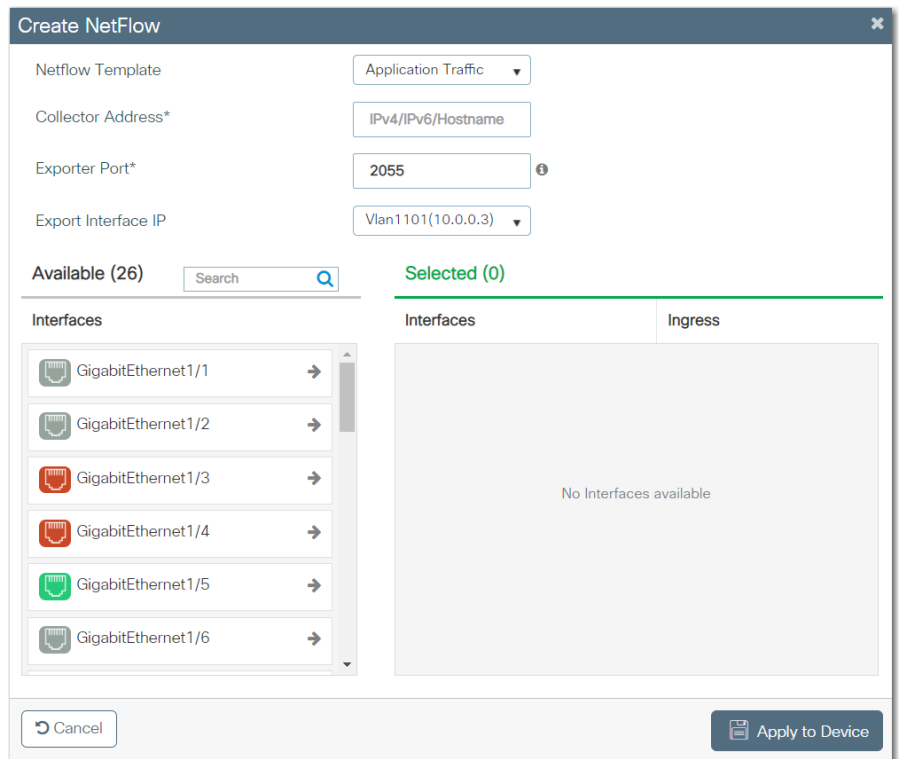 Create NetFlow
Netflow Template
Application Traffic
Collector Address*
IPv4/IPv6/Hostname
Exporter Port*
2055
Export Interface IP
Vlan1101(10.0.0.3)
Available (26)
Search
Selected (0)
Interfaces
Interfaces
Ingress
GigabitEthernet1/1
GigabitEthernet1/2
GigabitEthernet1/3
GigabitEthernet1/4
GigabitEthernet1/5
GigabitEthernet1/6
No Interfaces available
Cancel
Apply to Device